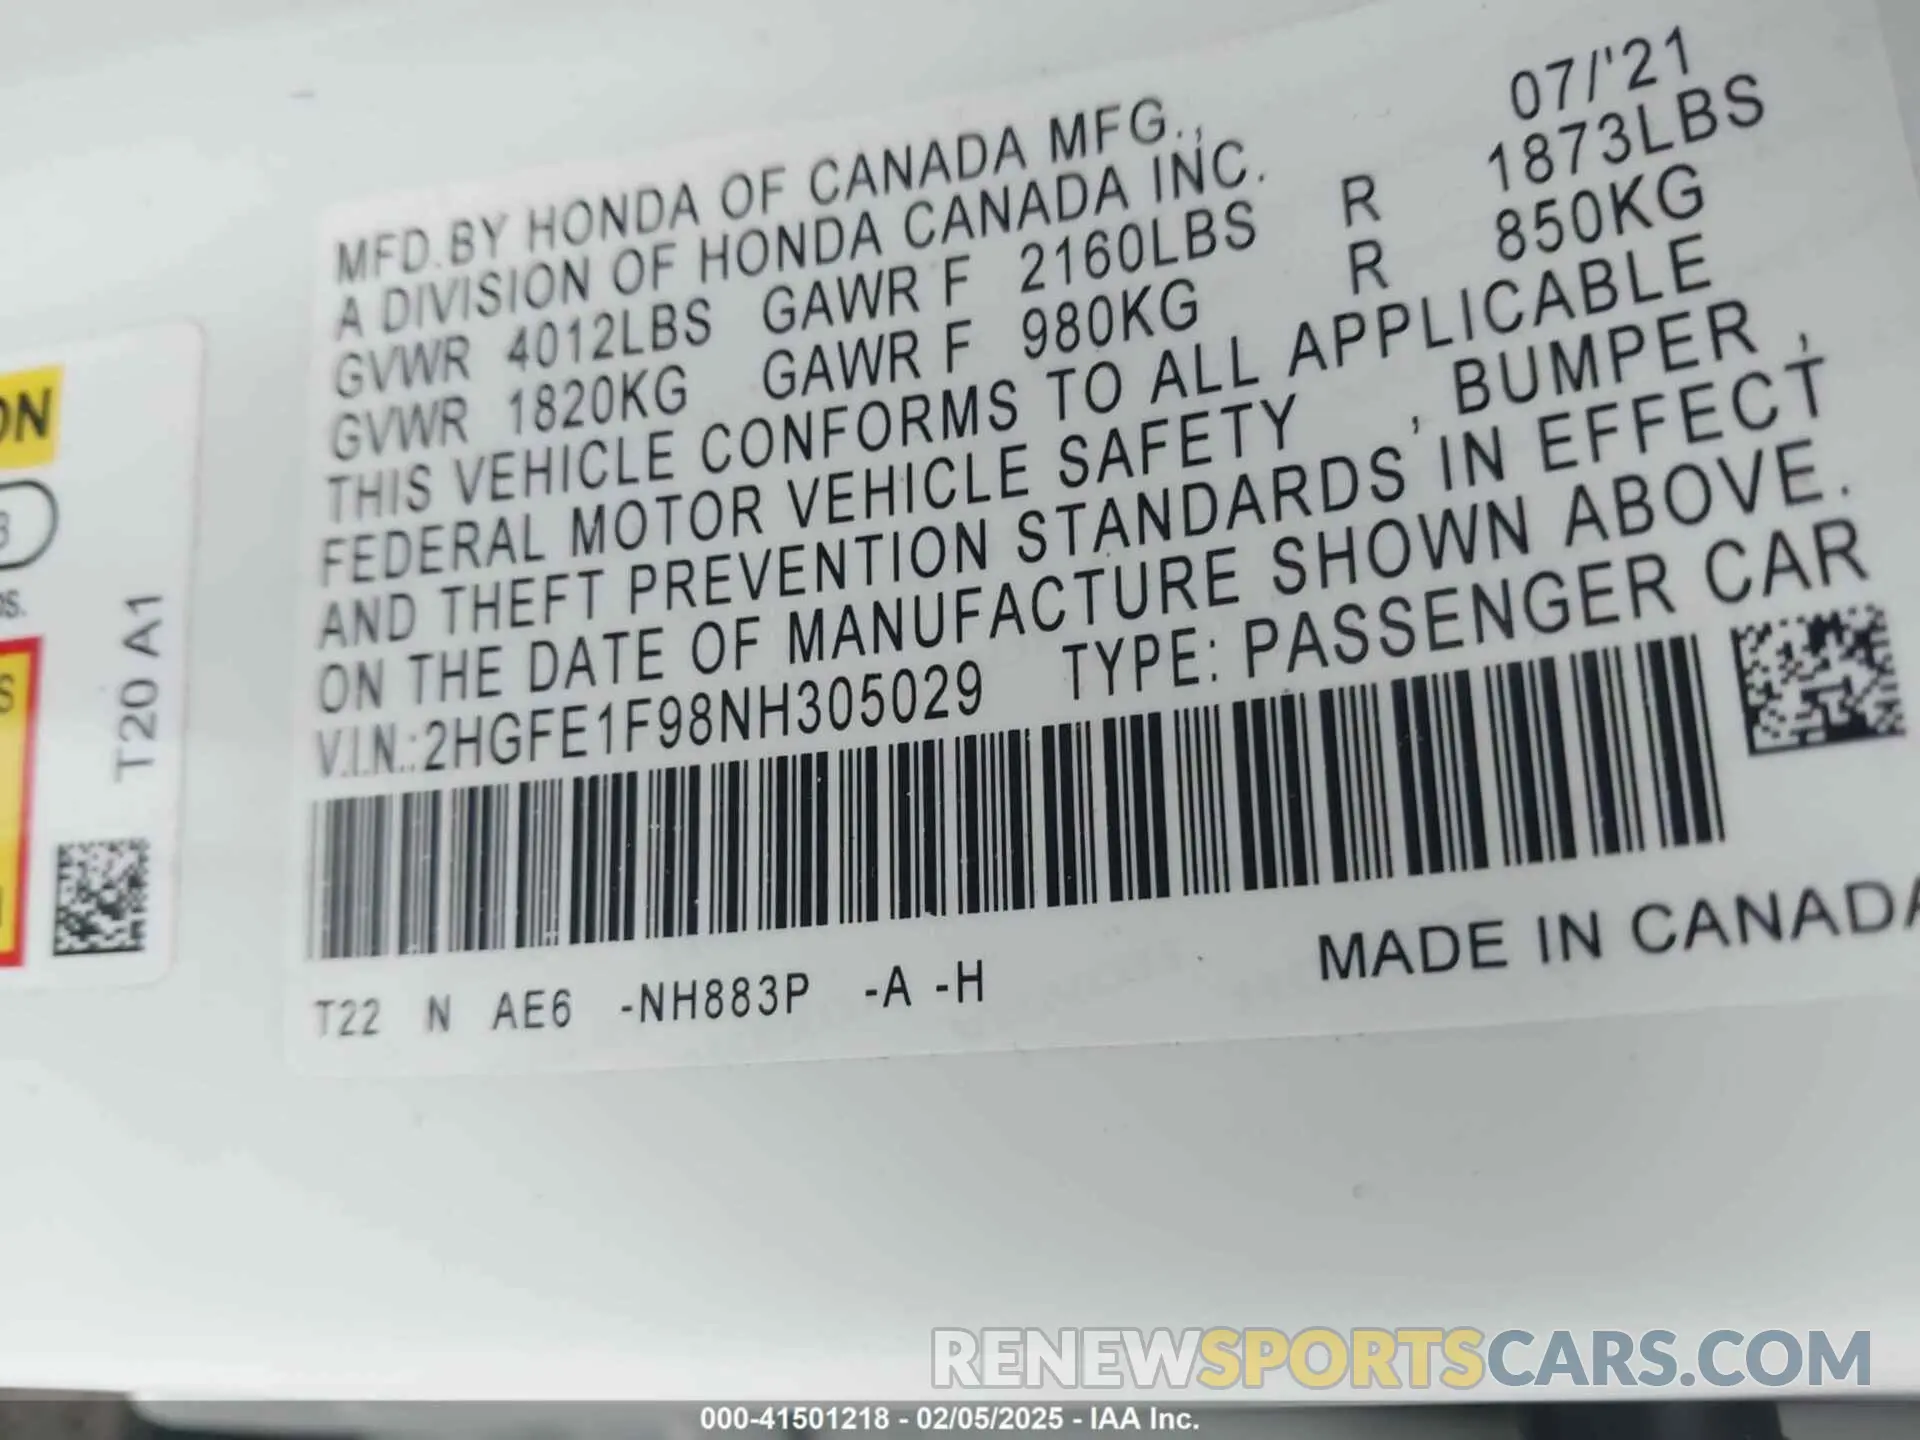 07/'21
MFD.BY HONDA OF CANADA MFG.,
A DIVISION OF HONDA CANADA INC.
GVWR 4012LBS GAWR F 2160LBS R 1873LBS
GVWR 1820KG GAWR F 980KG R 850KG
THIS VEHICLE CONFORMS TO ALL APPLICABLE
FEDERAL MOTOR VEHICLE SAFETY , BUMPER ,
AND THEFT PREVENTION STANDARDS IN EFFECT
ON THE DATE OF MANUFACTURE SHOWN ABOVE.
V.I.N.:2HGFE1F98NH305029 TYPE: PASSENGER CAR
T22 N AE6 -NH883P -A -H
MADE IN CANADA
T20 A1
RENEWSPORTSCARS.COM
000-41501218 - 02/05/2025 - IAA Inc.